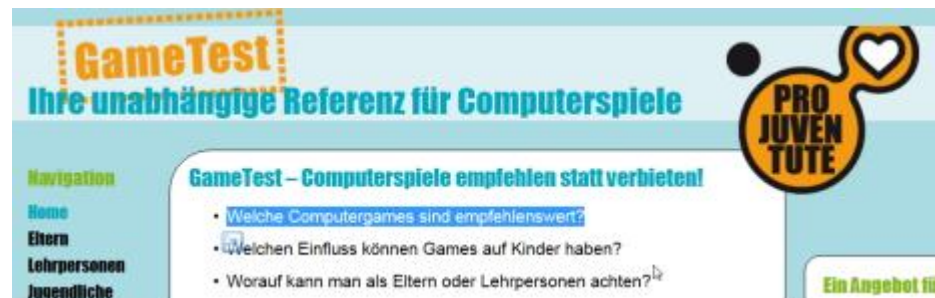 GameTest
Ihre unabhängige Referenz für Computerspiele
PRO
JUVEN
TUTE
Navigation
Home
Eltern
Lehrpersonen
Jugendliche
GameTest – Computerspiele empfehlen statt verbieten!
• Welche Computergames sind empfehlenswert?
• Welchen Einfluss können Games auf Kinder haben?
• Worauf kann man als Eltern oder Lehrpersonen achten?
Ein Angebot fü